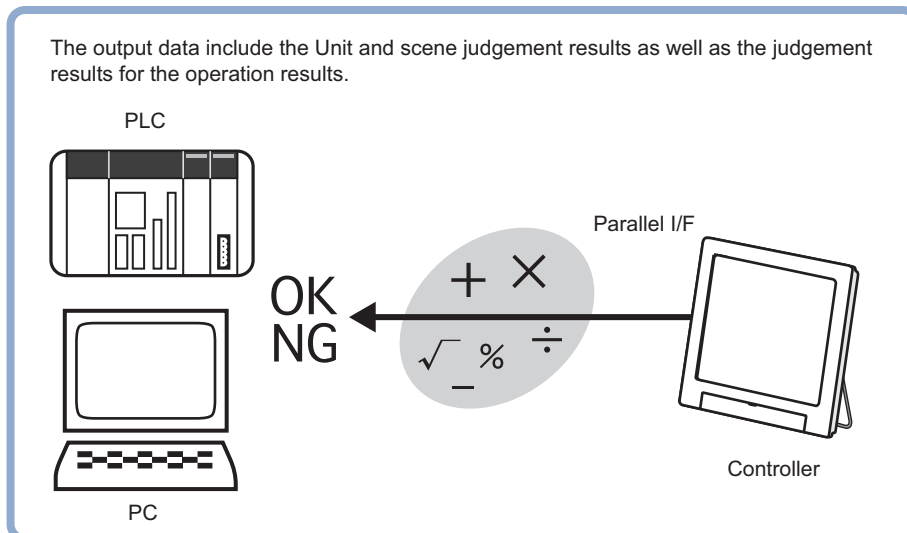 The output data include the Unit and scene judgement results as well as the judgement
results for the operation results.
PLC
Parallel I/F
+ ×
OK
NG
√ % ÷
−
Controller
PC